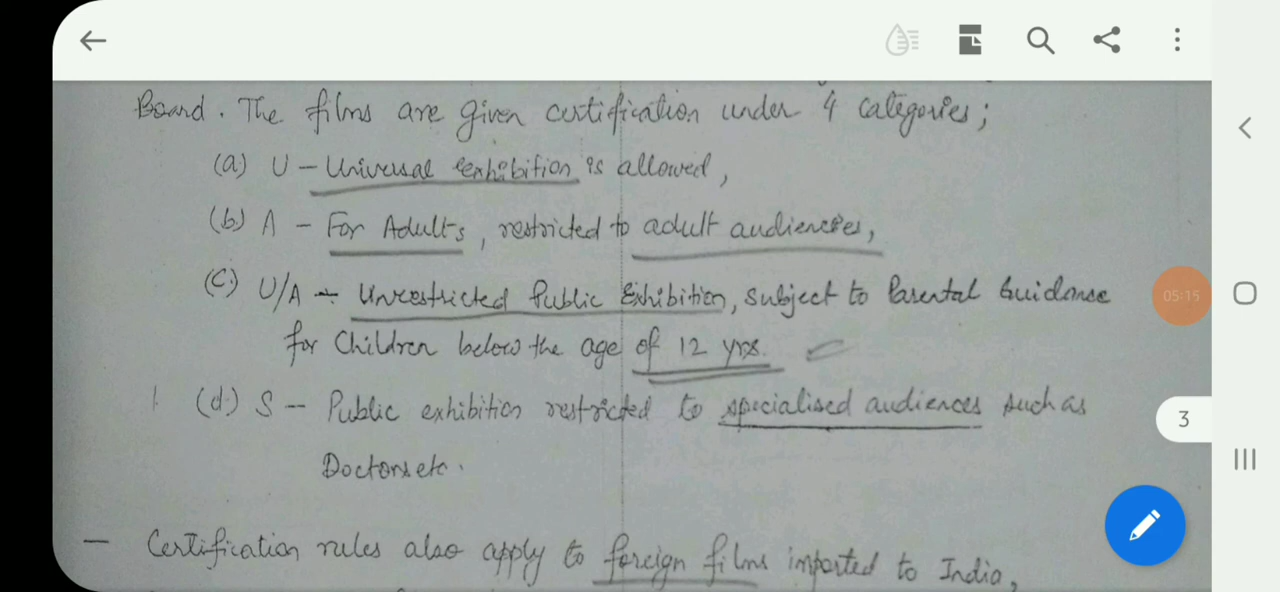 Board. The films are given certification under 4 categories;
(a) U – Universal exhibition is allowed,
(b) A – For Adults, restricted to adult audiences,
(c) U/A – Unrestricted Public Exhibition, subject to Parental Guidance
for Children below the age of 12 yrs.
05:15
(d) S – Public exhibition restricted to specialised audiences such as
3
Doctors etc.
– Certification rules also apply to foreign films imported to India,